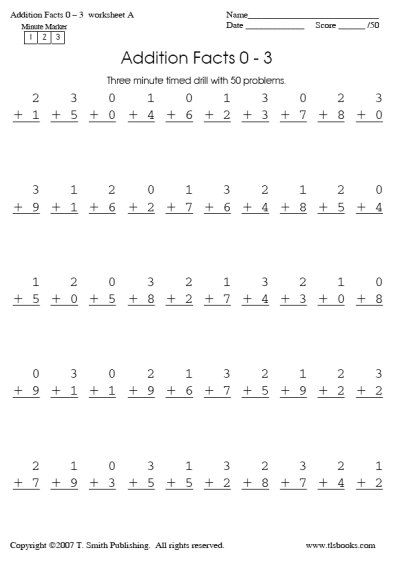 Addition Facts 0 – 3 worksheet A Name
Minute Marker Date Score /50
1 2 3
Addition Facts 0 - 3
Three minute timed drill with 50 problems.
2 3 0 1 0 1 3 0 2 3
+ 1 + 5 + 0 + 4 + 6 + 2 + 3 + 7 + 8 + 0
3 1 2 0 1 3 2 1 2 0
+ 9 + 1 + 6 + 2 + 7 + 6 + 4 + 8 + 5 + 4
1 2 0 3 2 1 3 2 1 0
+ 5 + 0 + 5 + 8 + 2 + 7 + 4 + 3 + 0 + 8
0 3 0 2 1 3 2 1 2 3
+ 9 + 1 + 1 + 9 + 6 + 7 + 5 + 9 + 2 + 2
2 1 0 3 1 3 2 3 2 1
+ 7 + 9 + 3 + 5 + 5 + 2 + 8 + 7 + 4 + 2
Copyright ©2007 T. Smith Publishing. All rights reserved. www.tlsbooks.com